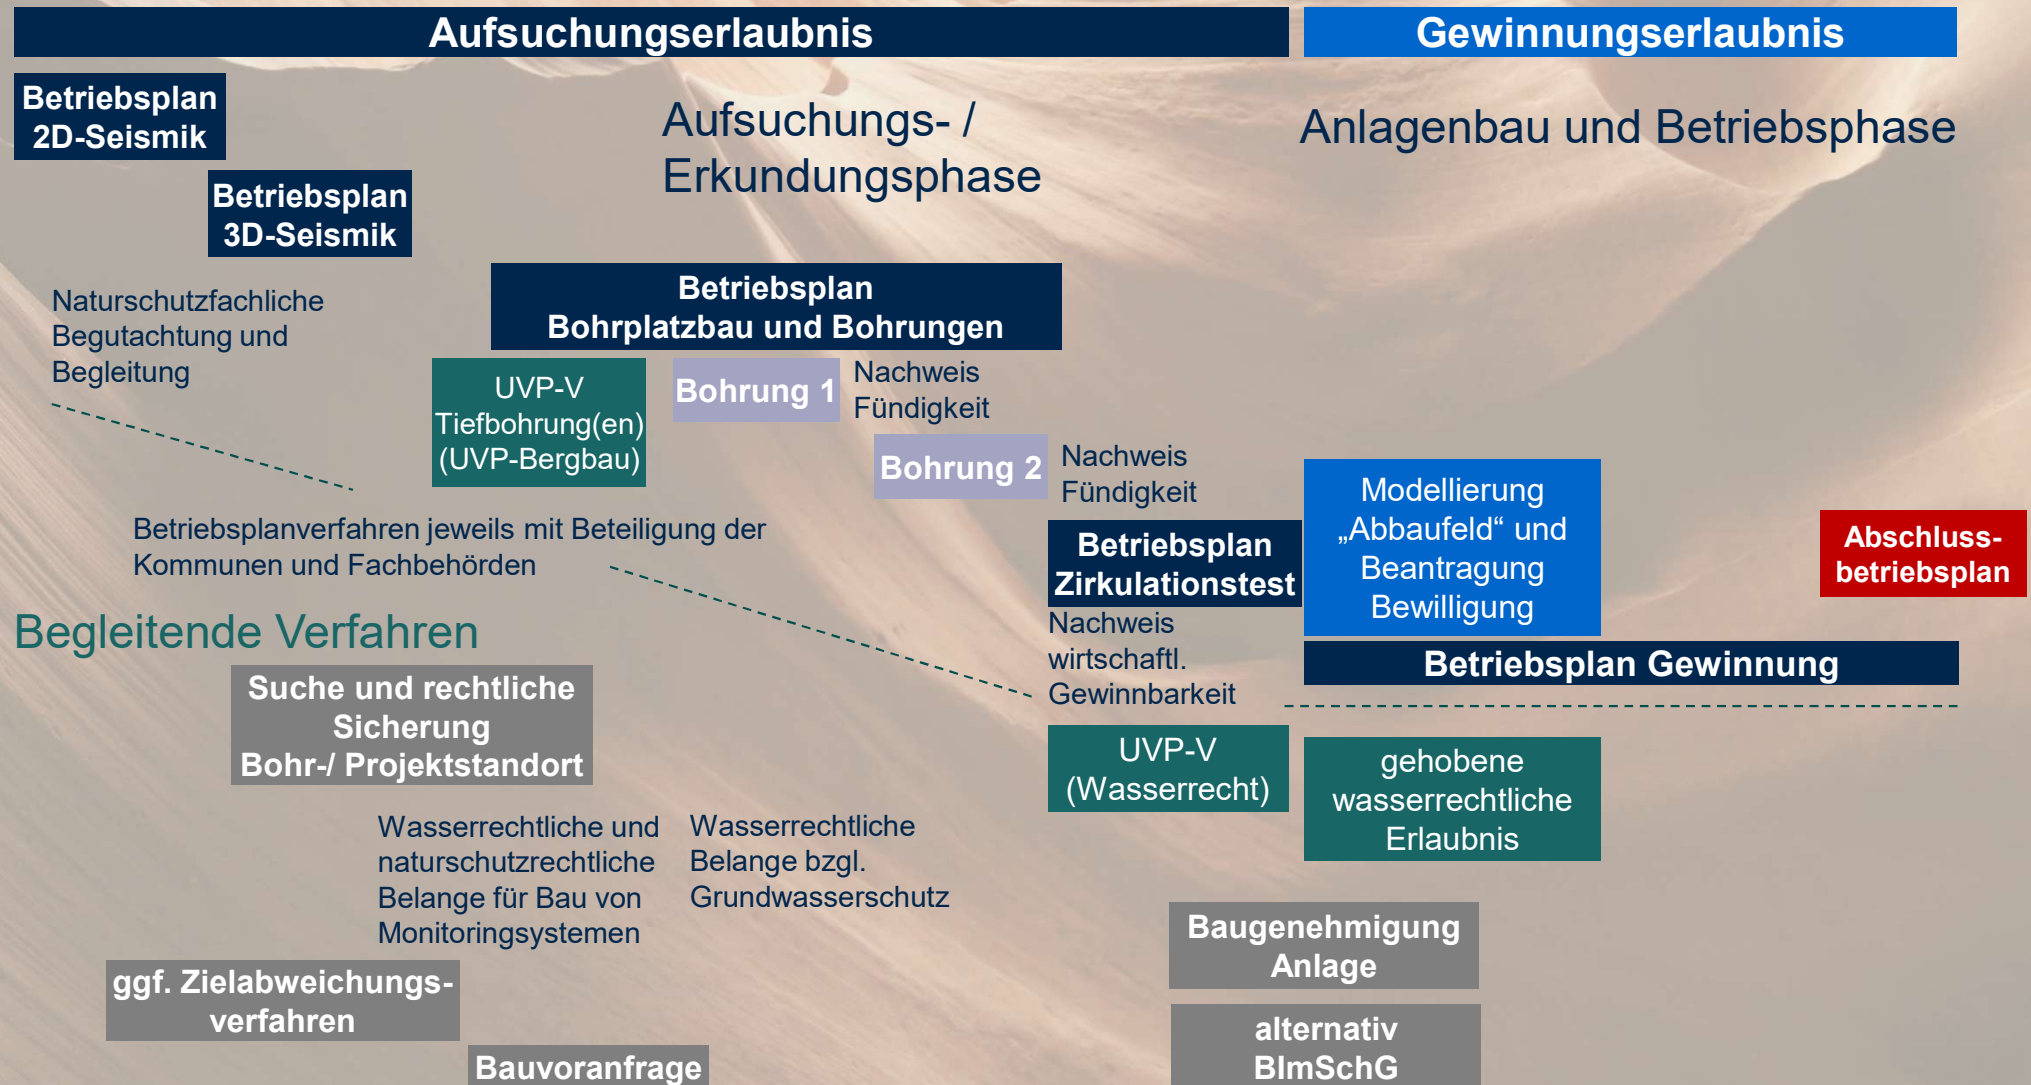 Aufsuchungserlaubnis
Gewinnungserlaubnis
Betriebsplan
2D-Seismik
Aufsuchungs- /
Erkundungsphase
Anlagenbau und Betriebsphase
Betriebsplan
3D-Seismik
Betriebsplan
Bohrplatzbau und Bohrungen
Naturschutzfachliche
Begutachtung und
Begleitung
UVP-V
Tiefbohrung(en)
(UVP-Bergbau)
Bohrung 1
Nachweis
Fündigkeit
Bohrung 2
Nachweis
Fündigkeit
Betriebsplanverfahren jeweils mit Beteiligung der
Kommunen und Fachbehörden
Betriebsplan
Zirkulationstest
Nachweis
wirtschaftl.
Gewinnbarkeit
Modellierung
„Abbaufeld“ und
Beantragung
Bewilligung
Abschluss-
betriebsplan
Betriebsplan Gewinnung
Begleitende Verfahren
Suche und rechtliche
Sicherung
Bohr-/ Projektstandort
UVP-V
(Wasserrecht)
gehobene
wasserrechtliche
Erlaubnis
Wasserrechtliche und
naturschutzrechtliche
Belange für Bau von
Monitoringsystemen
Wasserrechtliche
Belange bzgl.
Grundwasserschutz
Baugenehmigung
Anlage
ggf. Zielabweichungs-
verfahren
alternativ
BImSchG
Bauvoranfrage